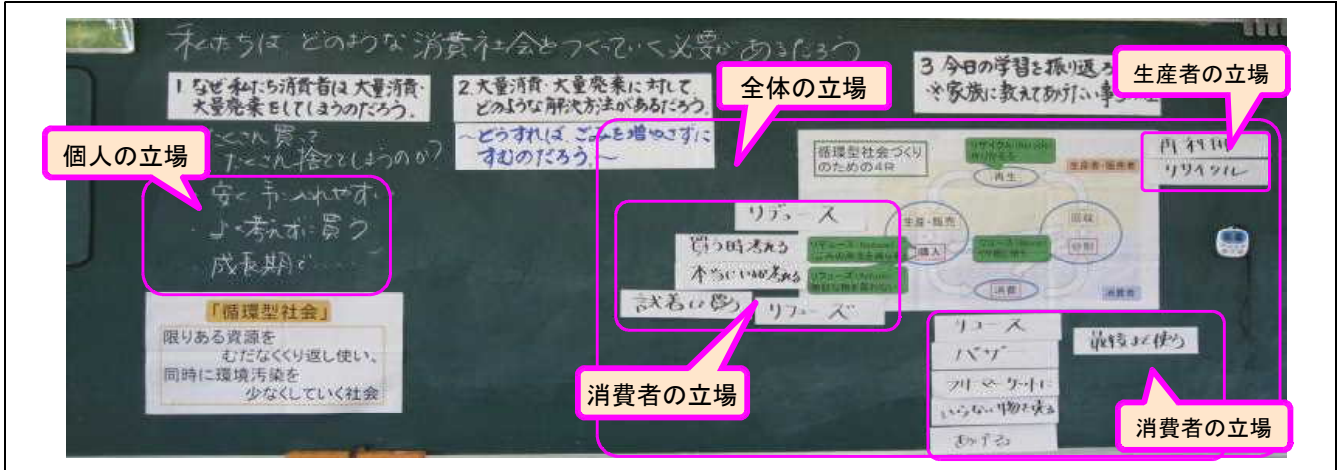 私たちは どのような消費社会をつくっていく必要があるだろう
1 なぜ私たち消費者は大量消費・
大量廃棄をしてしまうのだろう。
たくさん買って
たくさん捨ててしまうのか?
安く手に入れやすい
よく考えずに買う
成長期で……
個人の立場
「循環型社会」
限りある資源を
むだなくくり返し使い、
同時に環境汚染を
少なくしていく社会
2 大量消費・大量廃棄に対して
どのような解決方法があるだろう。
〜どうすれば ごみを増やさずに
すむのだろう。〜
全体の立場
3 今日の学習を振り返ろ
※家族に教えてあげたい事
生産者の立場
再利用
リサイクル
循環型社会づくり
のための4R
再生
生産者・販売者
生産・販売
購入
回収
分別
消費
消費者
リデュース
買う時考える
試着して買う
リフューズ
消費者の立場
リユース
バザー
フリーマーケットに
いらない物を売る
あげる
消費者の立場